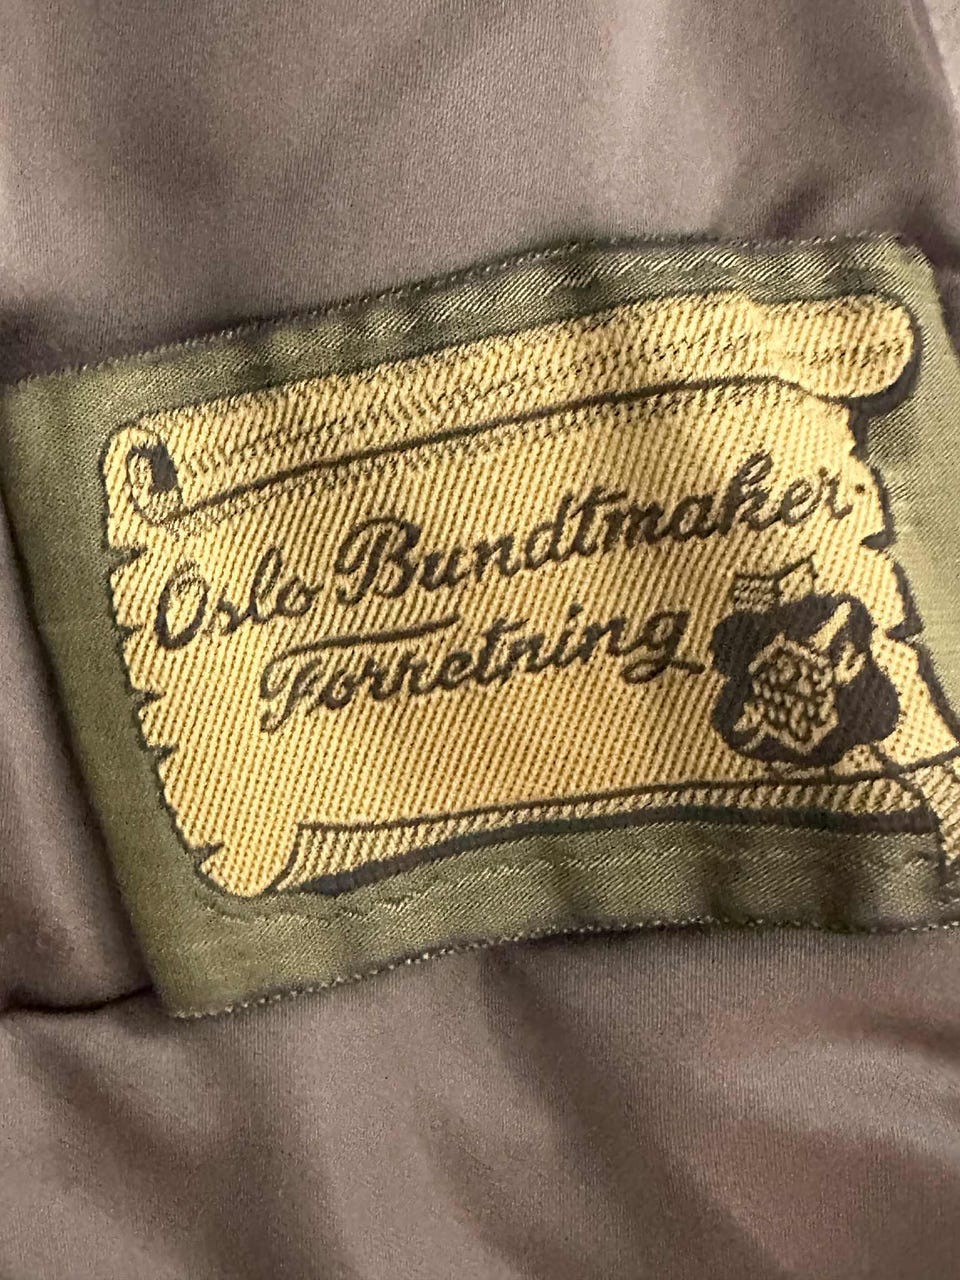 Oslo Bundtmaker
Forretning